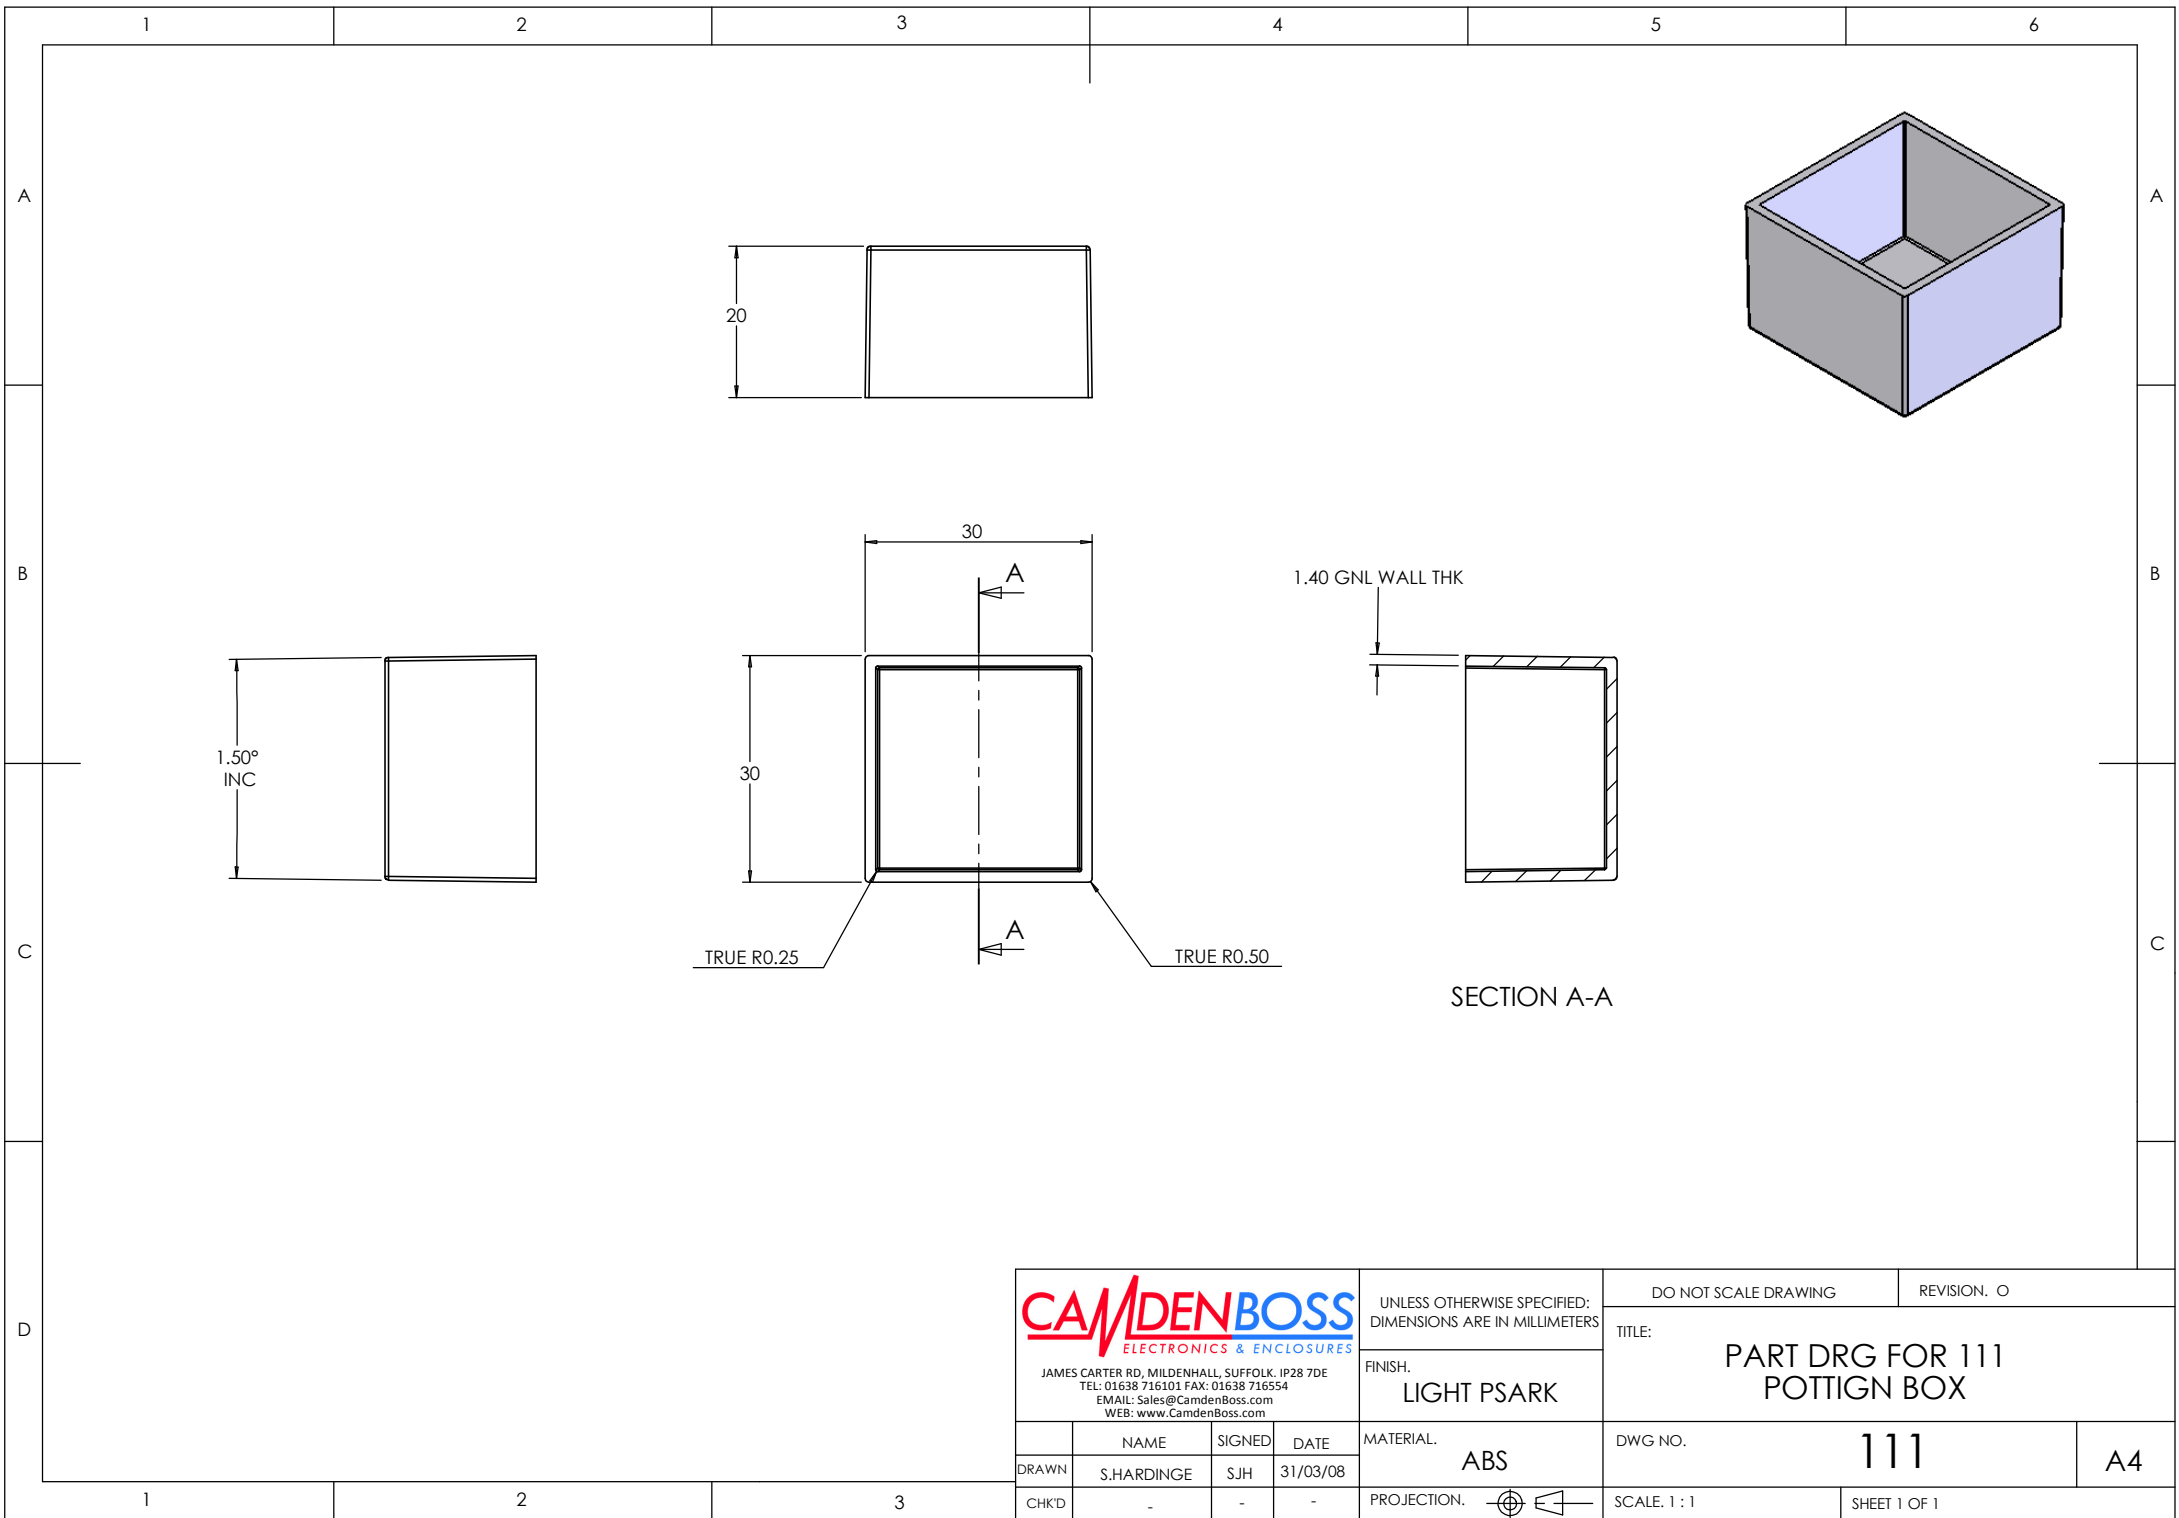 1 2 3 4 5 6
A A
20
30
A
B B
1.40 GNL WALL THK
1.50°
INC
30
A
C C
TRUE R0.25
TRUE R0.50
SECTION A-A
D
CAMDENBOSS
ELECTRONICS & ENCLOSURES
JAMES CARTER RD, MILDENHALL, SUFFOLK. IP28 7DE
TEL: 01638 716101 FAX: 01638 716554
EMAIL: Sales@CamdenBoss.com
WEB: www.CamdenBoss.com
UNLESS OTHERWISE SPECIFIED:
DIMENSIONS ARE IN MILLIMETERS
FINISH.
LIGHT PSARK
DO NOT SCALE DRAWING
REVISION. O
TITLE:
PART DRG FOR 111
POTTIGN BOX
NAME SIGNED DATE
DRAWN S.HARDINGE SJH 31/03/08
CHK'D - - -
MATERIAL.
ABS
PROJECTION.
DWG NO.
111
A4
SCALE. 1 : 1
SHEET 1 OF 1
1 2 3